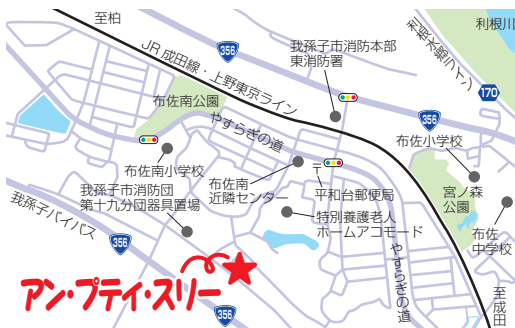 至柏
356
JR成田線・上野東京ライン
我孫子市消防本部
東消防署
利根水郷ライン
利根川
170
356
布佐南公園
やすらぎの道
布佐小学校
布佐南小学校
布佐南
近隣センター
〒
平和台郵便局
宮ノ森
公園
我孫子市消防団
第十九分団器具置場
特別養護老人
ホームアコモード
布佐
中学校
我孫子バイパス
356
やすらぎの道
至成田
アン・プティ・スリー
356